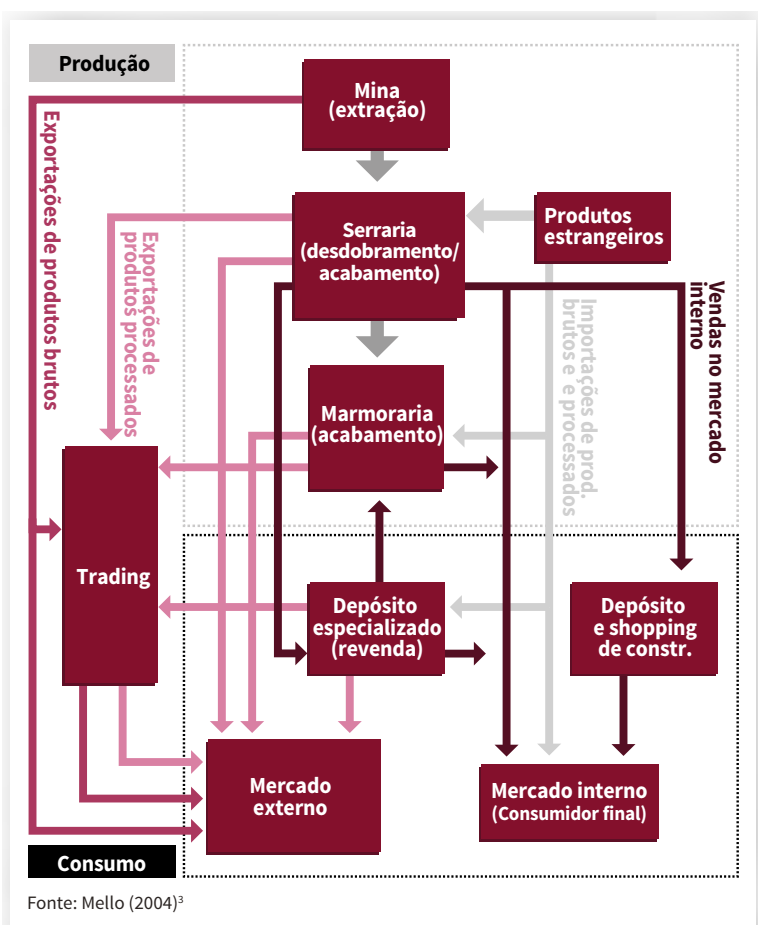 Produção
Mina
(extração)
Exportações de produtos brutos
Exportações de
produtos processados
Serraria
(desdobramento/
acabamento)
Produtos
estrangeiros
Vendas no mercado
interno
Importações de prod.
brutos e e processados
Marmoraria
(acabamento)
Trading
Depósito
especializado
(revenda)
Depósito
e shopping
de constr.
Mercado
externo
Mercado interno
(Consumidor final)
Consumo
Fonte: Mello (2004)³